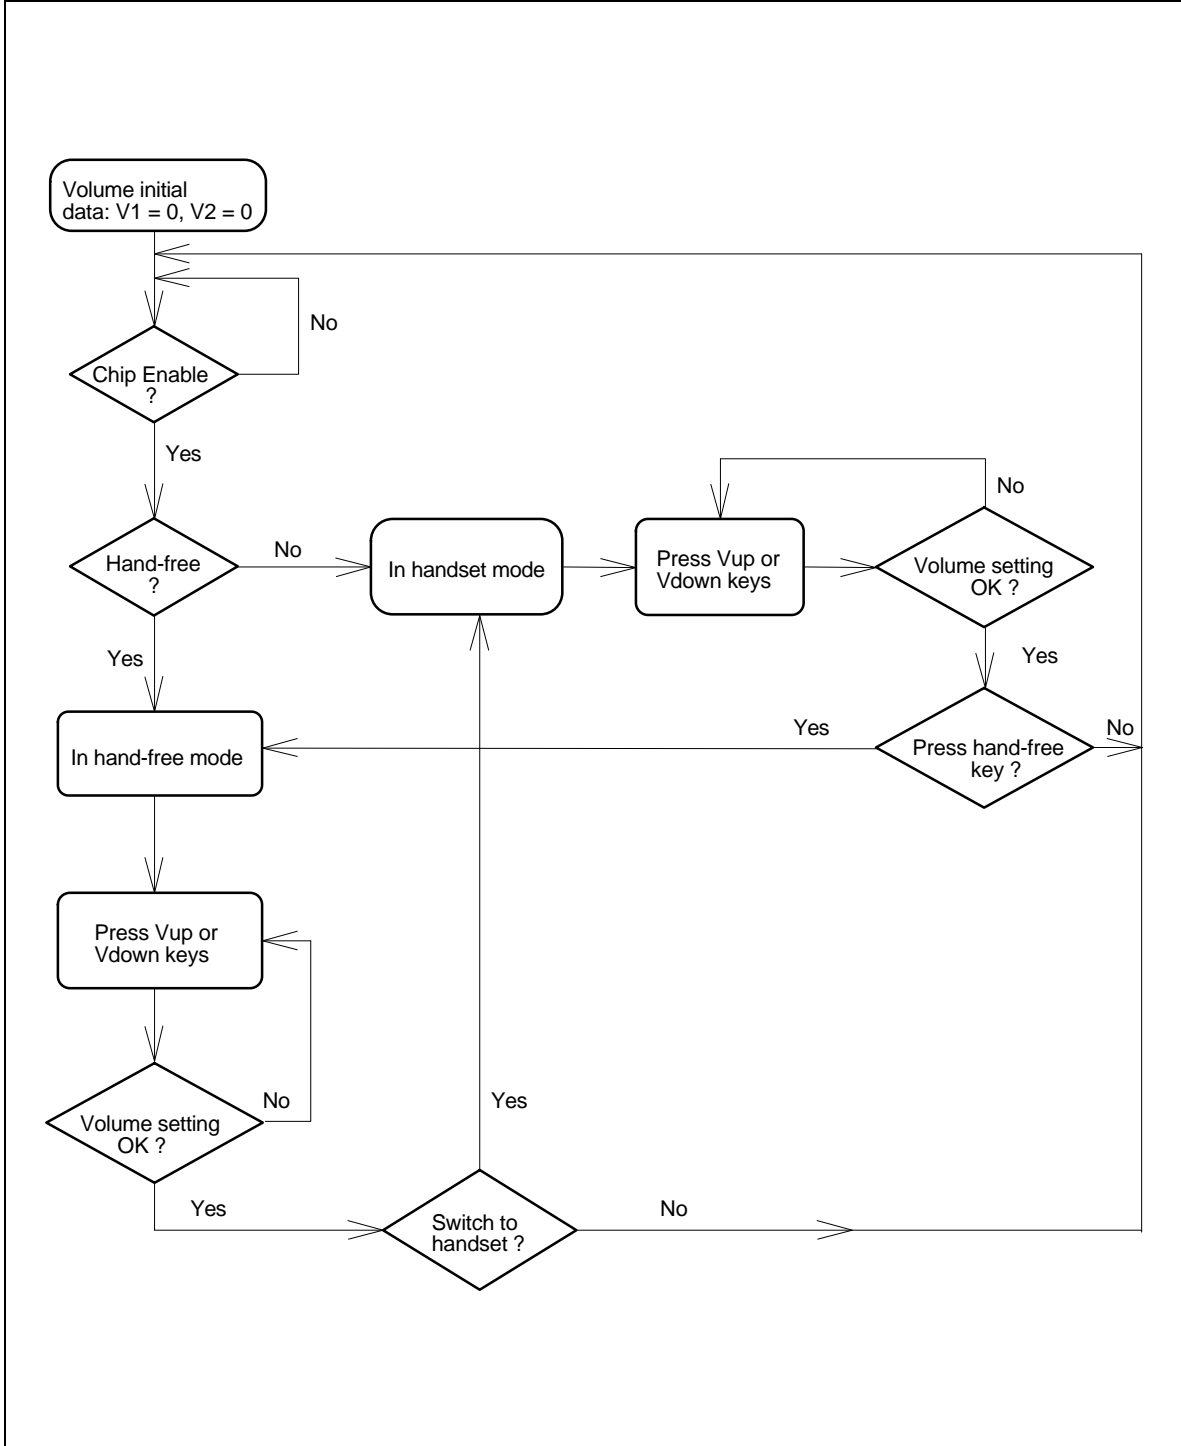 Volume initial
data: V1 = 0, V2 = 0
No
Chip Enable
?
Yes
No
Hand-free
?
No
In handset mode
Press Vup or
Vdown keys
Volume setting
OK ?
Yes
Yes
Yes
No
In hand-free mode
Press hand-free
key ?
Press Vup or
Vdown keys
No
Yes
Volume setting
OK ?
Yes
No
Switch to
handset ?